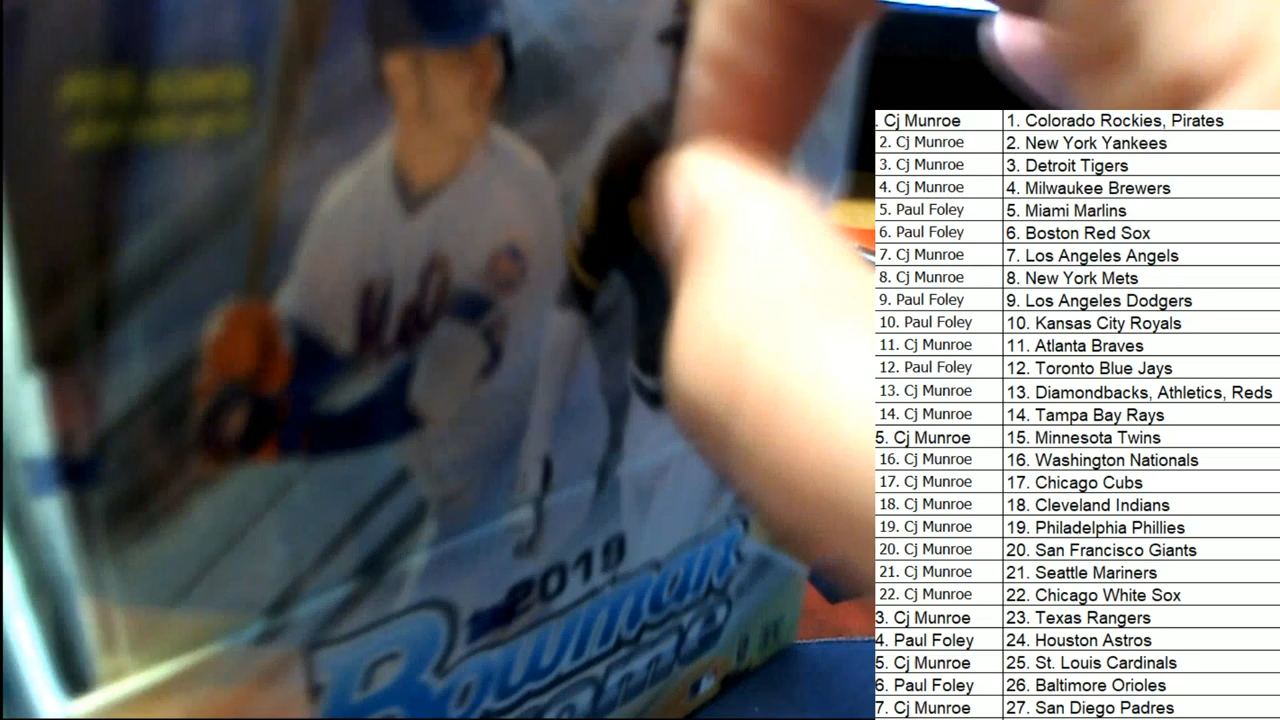 Mets
2019
Bowman
. Cj Munroe 1. Colorado Rockies, Pirates
2. Cj Munroe 2. New York Yankees
3. Cj Munroe 3. Detroit Tigers
4. Cj Munroe 4. Milwaukee Brewers
5. Paul Foley 5. Miami Marlins
6. Paul Foley 6. Boston Red Sox
7. Cj Munroe 7. Los Angeles Angels
8. Cj Munroe 8. New York Mets
9. Paul Foley 9. Los Angeles Dodgers
10. Paul Foley 10. Kansas City Royals
11. Cj Munroe 11. Atlanta Braves
12. Paul Foley 12. Toronto Blue Jays
13. Cj Munroe 13. Diamondbacks, Athletics, Reds
14. Cj Munroe 14. Tampa Bay Rays
5. Cj Munroe 15. Minnesota Twins
16. Cj Munroe 16. Washington Nationals
17. Cj Munroe 17. Chicago Cubs
18. Cj Munroe 18. Cleveland Indians
19. Cj Munroe 19. Philadelphia Phillies
20. Cj Munroe 20. San Francisco Giants
21. Cj Munroe 21. Seattle Mariners
22. Cj Munroe 22. Chicago White Sox
3. Cj Munroe 23. Texas Rangers
4. Paul Foley 24. Houston Astros
5. Cj Munroe 25. St. Louis Cardinals
6. Paul Foley 26. Baltimore Orioles
7. Cj Munroe 27. San Diego Padres